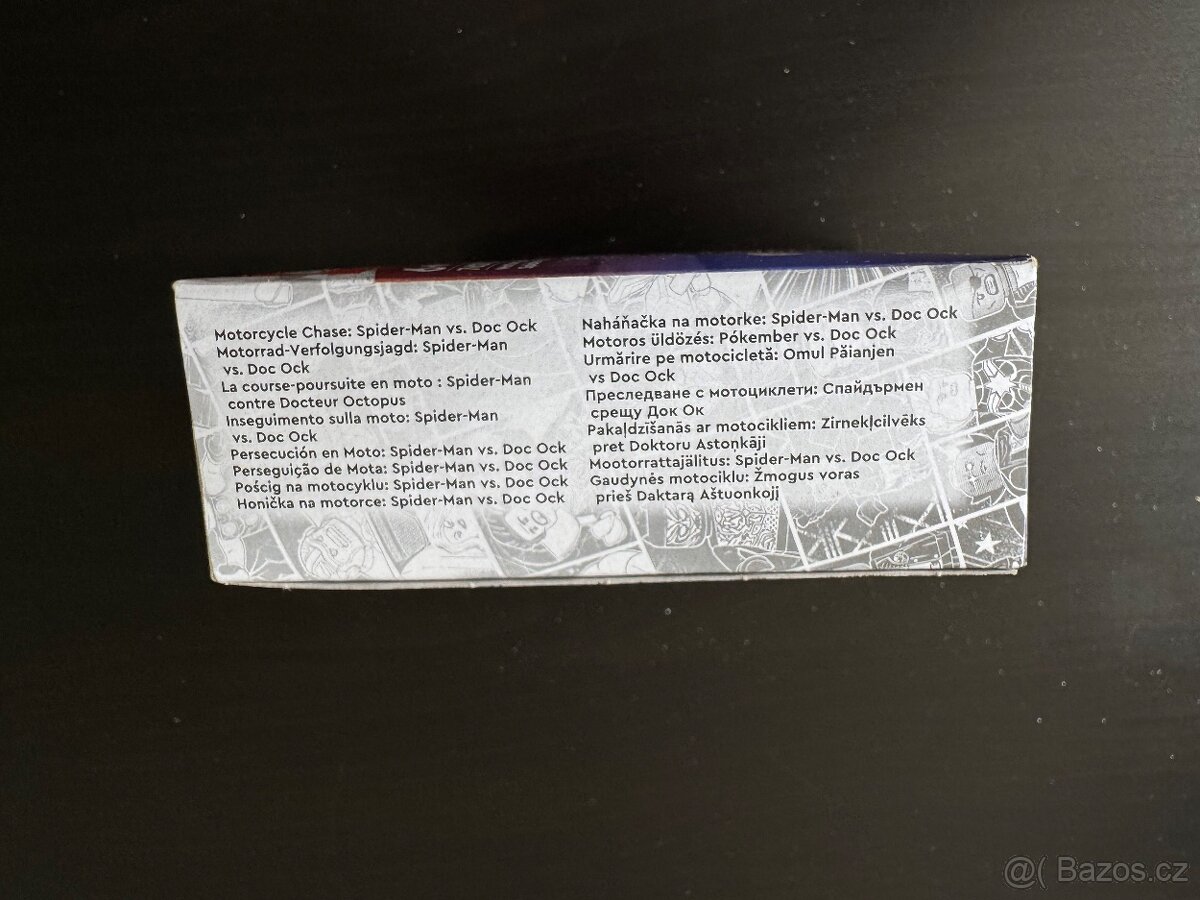 Motorcycle Chase: Spider-Man vs. Doc Ock
Motorrad-Verfolgungsjagd: Spider-Man
vs. Doc Ock
La course-poursuite en moto : Spider-Man
contre Docteur Octopus
Inseguimento sulla moto: Spider-Man
vs. Doc Ock
Persecución en Moto: Spider-Man vs. Doc Ock
Perseguição de Mota: Spider-Man vs. Doc Ock
Pościg na motocyklu: Spider-Man vs. Doc Ock
Honička na motorce: Spider-Man vs. Doc Ock
Naháňačka na motorke: Spider-Man vs. Doc Ock
Motoros üldözés: Pókember vs. Doc Ock
Urmărire pe motocicletă: Omul Păianjen
vs Doc Ock
Преследване с мотоциклети: Спайдърмен
срещу Док Ок
Pakaļdzīšanās ar motocikliem: Zirnekļcilvēks
pret Doktoru Astoņkāji
Mootorrattajälitus: Spider-Man vs. Doc Ock
Gaudynės motociklu: Žmogus voras
prieš Daktarą Aštuonkojį
@( Bazos.cz